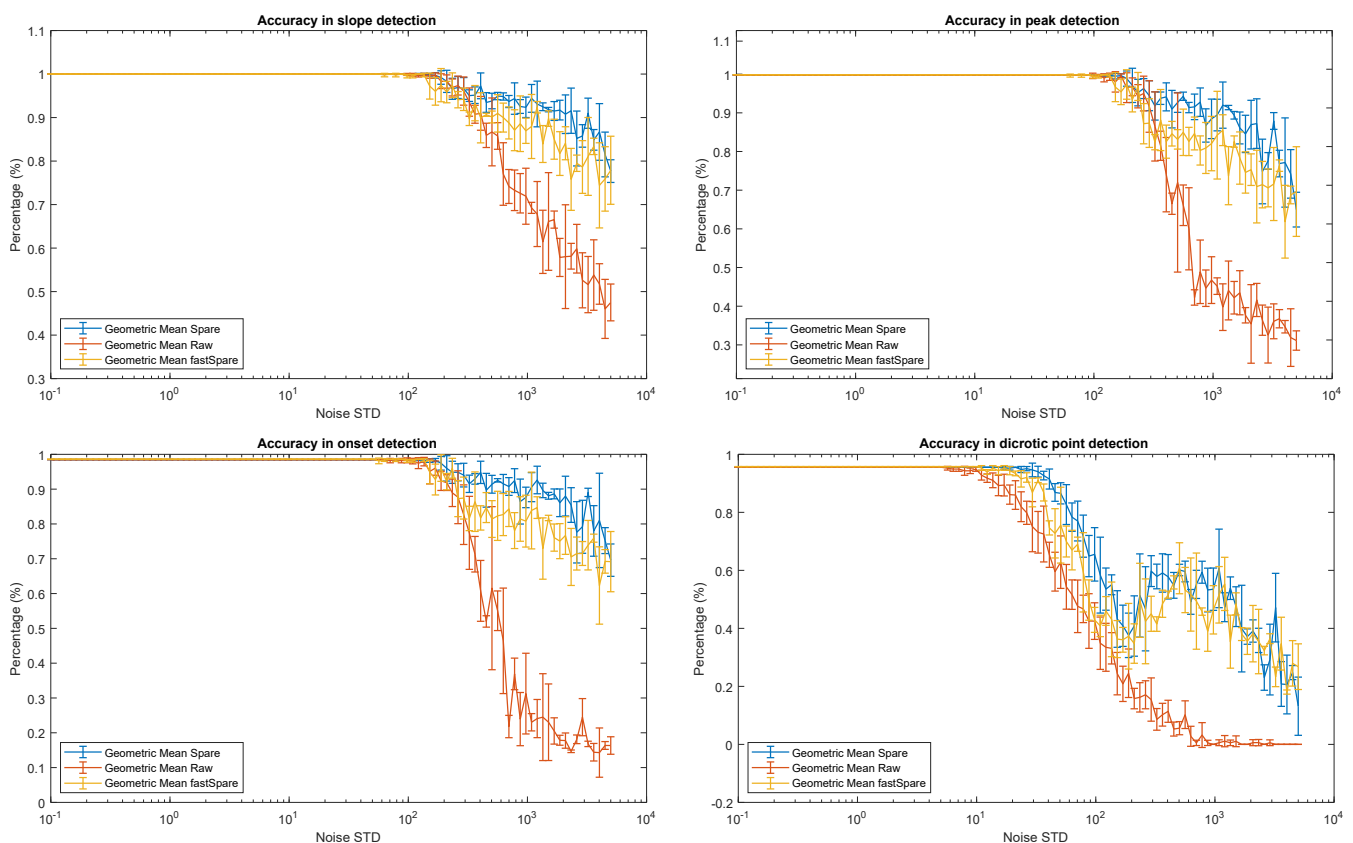 Accuracy in slope detection
1.1
1
0.9
0.8
0.7
0.6
0.5
0.4
0.3
Percentage (%)
Geometric Mean Spare
Geometric Mean Raw
Geometric Mean fastSpare
10^-1 10^0 10^1 10^2 10^3 10^4
Noise STD
Accuracy in peak detection
1.1
1
0.9
0.8
0.7
0.6
0.5
0.4
0.3
Percentage (%)
Geometric Mean Spare
Geometric Mean Raw
Geometric Mean fastSpare
10^-1 10^0 10^1 10^2 10^3 10^4
Noise STD
Accuracy in onset detection
1
0.9
0.8
0.7
0.6
0.5
0.4
0.3
0.2
0.1
0
Percentage (%)
Geometric Mean Spare
Geometric Mean Raw
Geometric Mean fastSpare
10^-1 10^0 10^1 10^2 10^3 10^4
Noise STD
Accuracy in dicrotic point detection
1
0.8
0.6
0.4
0.2
0
-0.2
Percentage (%)
Geometric Mean Spare
Geometric Mean Raw
Geometric Mean fastSpare
10^-1 10^0 10^1 10^2 10^3 10^4
Noise STD